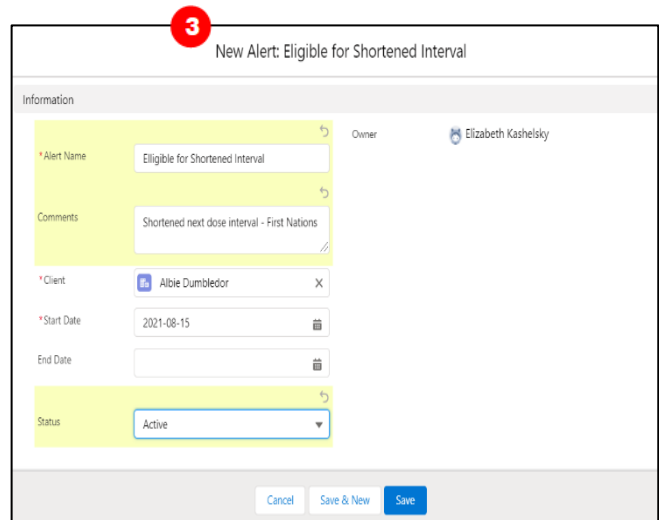 3
New Alert: Eligible for Shortened Interval
Information
*Alert Name
Elligible for Shortened Interval
Owner
Elizabeth Kashelsky
Comments
Shortened next dose interval - First Nations
*Client
Albie Dumbledor
*Start Date
2021-08-15
End Date
Status
Active
Cancel
Save & New
Save